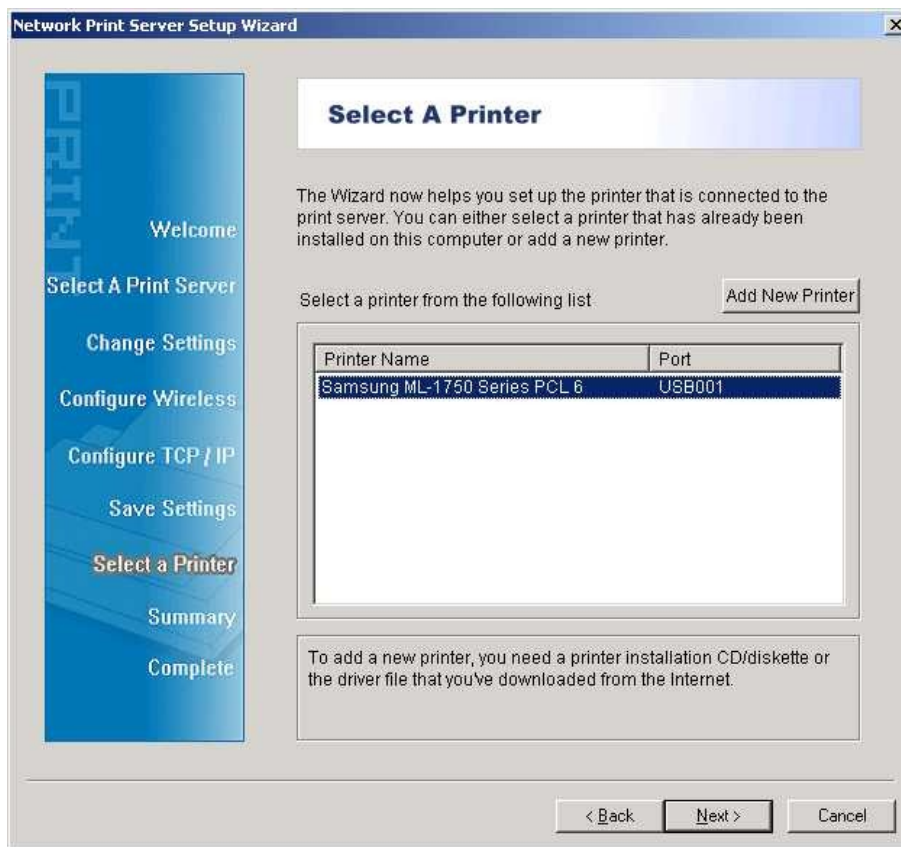 Network Print Server Setup Wizard
PRINT
Welcome
Select A Print Server
Change Settings
Configure Wireless
Configure TCP / IP
Save Settings
Select a Printer
Summary
Complete
Select A Printer
The Wizard now helps you set up the printer that is connected to the
print server. You can either select a printer that has already been
installed on this computer or add a new printer.
Select a printer from the following list
Add New Printer
Printer Name Port
Samsung ML-1750 Series PCL 6 USB001
To add a new printer, you need a printer installation CD/diskette or
the driver file that you've downloaded from the Internet.
< Back Next > Cancel